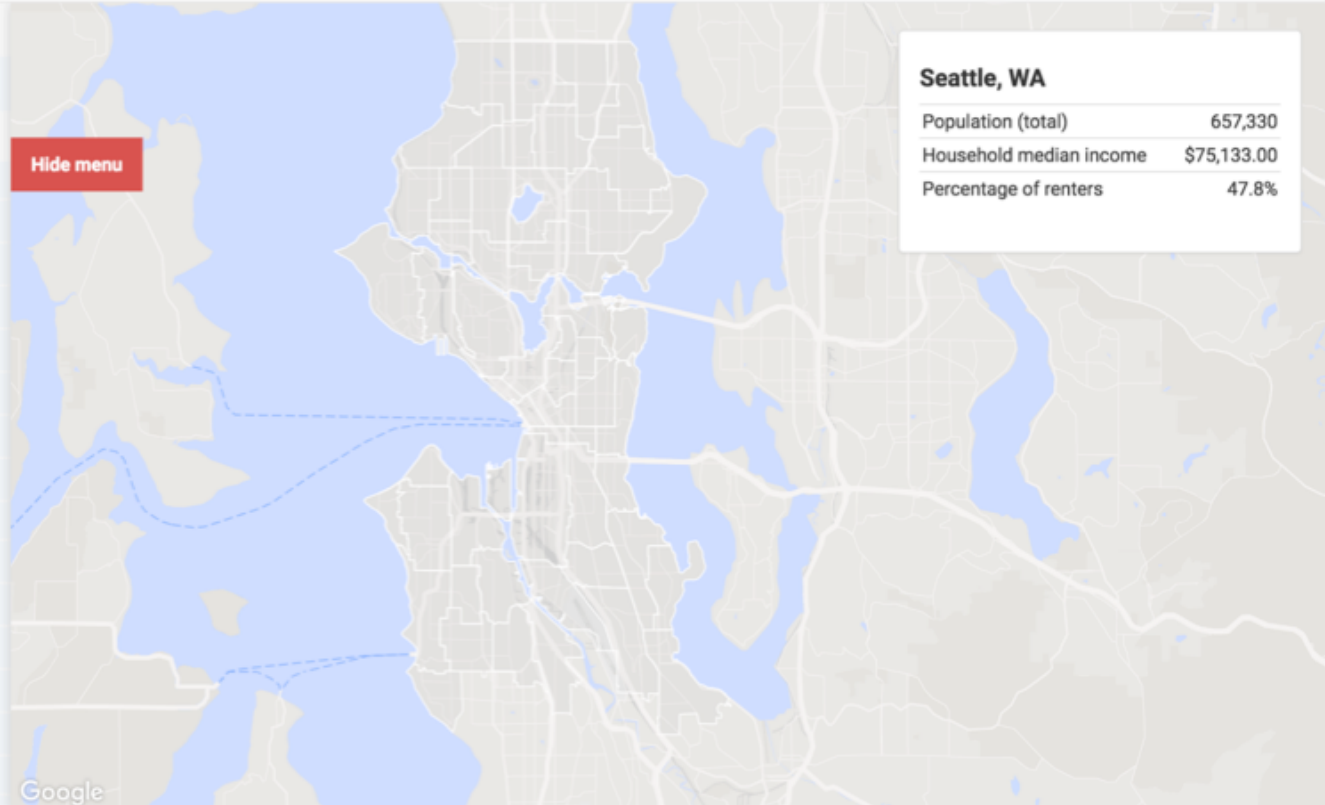 Seattle, WA
Population (total) 657,330
Hide menu
Household median income $75,133.00
Percentage of renters 47.8%
Google